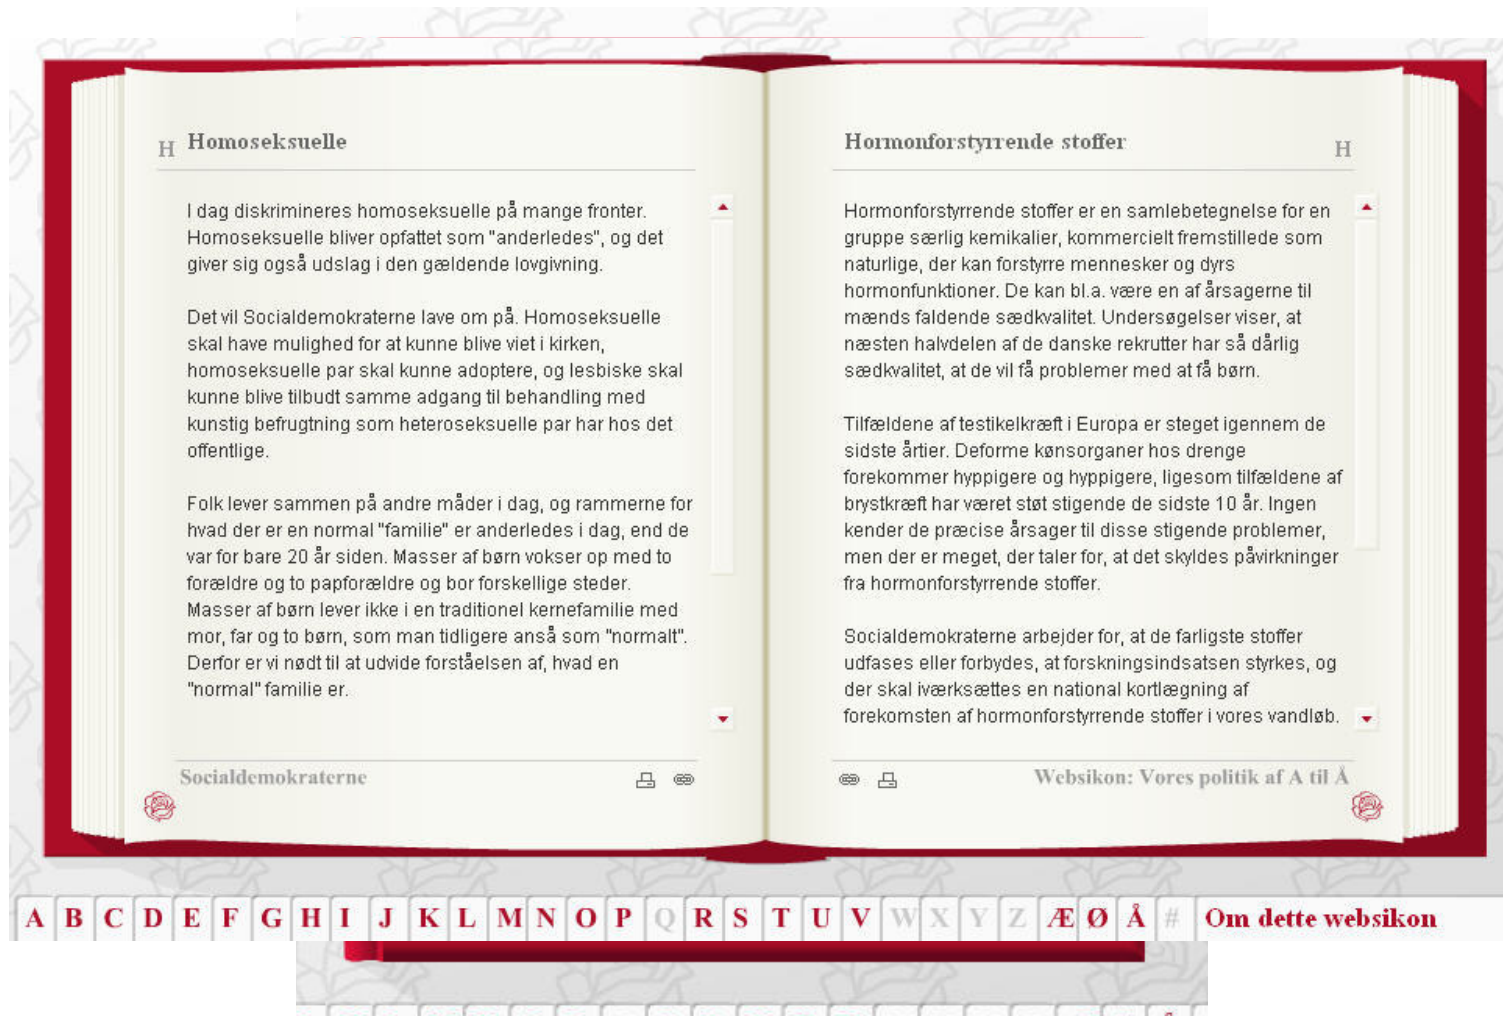 H Homoseksuelle
I dag diskrimineres homoseksuelle på mange fronter.
Homoseksuelle bliver opfattet som "anderledes", og det
giver sig også udslag i den gældende lovgivning.
Det vil Socialdemokraterne lave om på. Homoseksuelle
skal have mulighed for at kunne blive viet i kirken,
homoseksuelle par skal kunne adoptere, og lesbiske skal
kunne blive tilbudt samme adgang til behandling med
kunstig befrugtning som heteroseksuelle par har hos det
offentlige.
Folk lever sammen på andre måder i dag, og rammerne for
hvad der er en normal "familie" er anderledes i dag, end de
var for bare 20 år siden. Masser af børn vokser op med to
forældre og to papforældre og bor forskellige steder.
Masser af børn lever ikke i en traditionel kernefamilie med
mor, far og to børn, som man tidligere anså som "normalt".
Derfor er vi nødt til at udvide forståelsen af, hvad en
"normal" familie er.
Socialdemokraterne
Hormonforstyrrende stoffer H
Hormonforstyrrende stoffer er en samlebetegnelse for en
gruppe særlig kemikalier, kommercielt fremstillede som
naturlige, der kan forstyrre mennesker og dyrs
hormonfunktioner. De kan bl.a. være en af årsagerne til
mænds faldende sædkvalitet. Undersøgelser viser, at
næsten halvdelen af de danske rekrutter har så dårlig
sædkvalitet, at de vil få problemer med at få børn.
Tilfældene af testikelkræft i Europa er steget igennem de
sidste årtier. Deforme kønsorganer hos drenge
forekommer hyppigere og hyppigere, ligesom tilfældene af
brystkræft har været støt stigende de sidste 10 år. Ingen
kender de præcise årsager til disse stigende problemer,
men der er meget, der taler for, at det skyldes påvirkninger
fra hormonforstyrrende stoffer.
Socialdemokraterne arbejder for, at de farligste stoffer
udfases eller forbydes, at forskningsindsatsen styrkes, og
der skal iværksættes en national kortlægning af
forekomsten af hormonforstyrrende stoffer i vores vandløb.
Websikon: Vores politik af A til Å
A B C D E F G H I J K L M N O P Q R S T U V W X Y Z Æ Ø Å # Om dette websikon